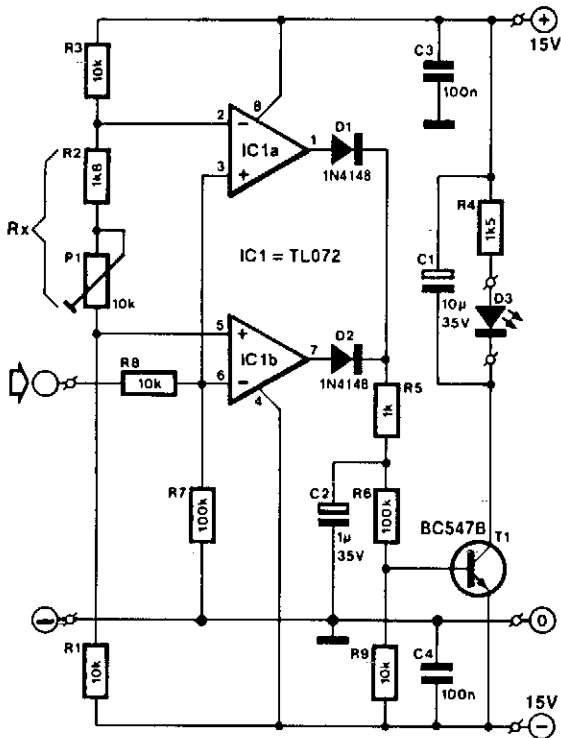 R3
10k
+
15V
C3
100n
2
−
8
IC1a
1
D1
1N4148
3
+
R2
1k8
Rx
P1
10k
IC1 = TL072
R4
1k5
C1
10µ
35V
D3
5
+
IC1b
7
D2
1N4148
6
−
4
R8
10k
R5
1k
R7
100k
C2
1µ
35V
R6
100k
BC547B
T1
0
R1
10k
R9
10k
C4
100n
15V
−